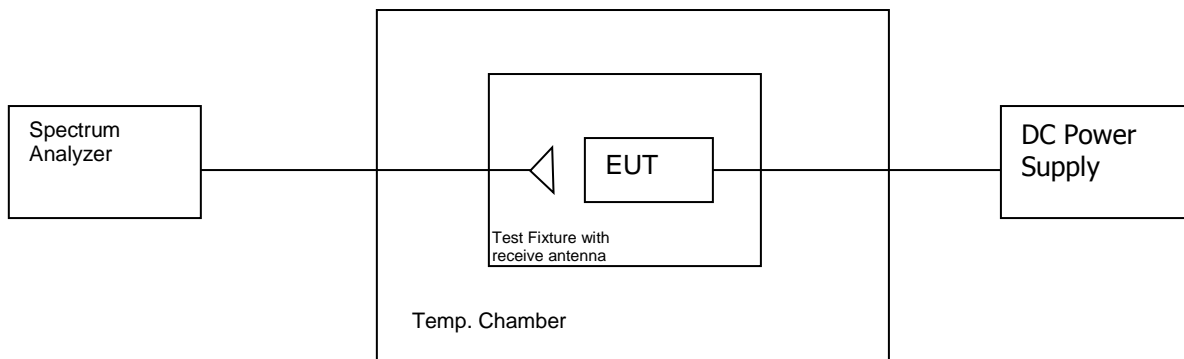 Spectrum
Analyzer
EUT
DC Power
Supply
Test Fixture with
receive antenna
Temp. Chamber